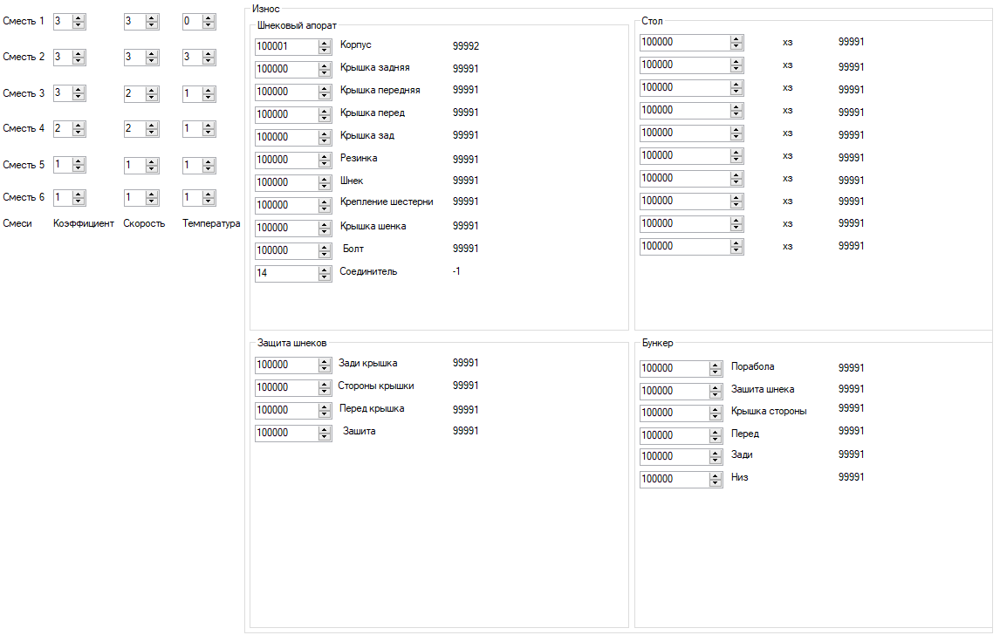 Сместь 1 3 3 0
Сместь 2 3 3 3
Сместь 3 3 2 1
Сместь 4 2 2 1
Сместь 5 1 1 1
Сместь 6 1 1 1
Смеси Коэффициент Скорость Температура
Износ
Шнековый апорат
100001 Корпус 99992
100000 Крышка задняя 99991
100000 Крышка передняя 99991
100000 Крышка перед 99991
100000 Крышка зад 99991
100000 Резинка 99991
100000 Шнек 99991
100000 Крепление шестерни 99991
100000 Крышка шенка 99991
100000 Болт 99991
14 Соединитель -1
Стол
100000 хз 99991
100000 хз 99991
100000 хз 99991
100000 хз 99991
100000 хз 99991
100000 хз 99991
100000 хз 99991
100000 хз 99991
100000 хз 99991
100000 хз 99991
Защита шнеков
100000 Зади крышка 99991
100000 Стороны крышки 99991
100000 Перед крышка 99991
100000 Зашита 99991
Бункер
100000 Порабола 99991
100000 Зашита шнека 99991
100000 Крышка стороны 99991
100000 Перед 99991
100000 Зади 99991
100000 Низ 99991